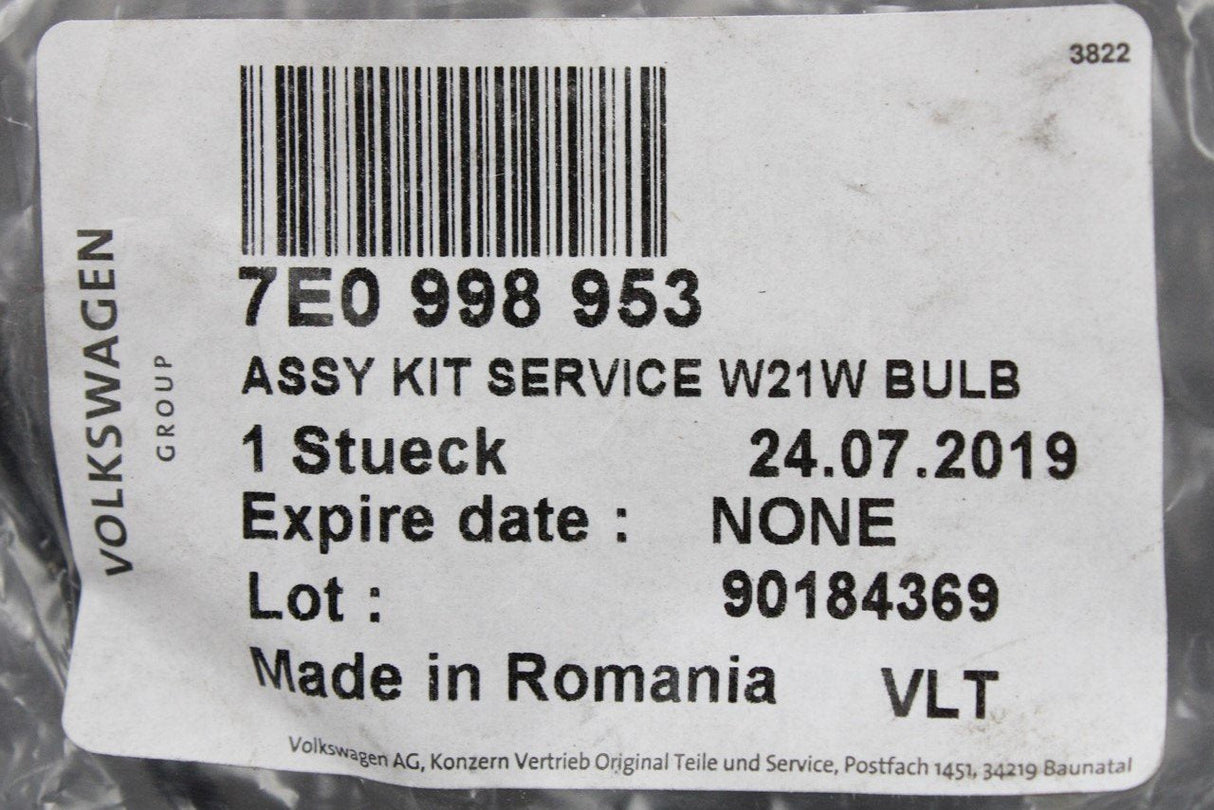 3822
VOLKSWAGEN
GROUP
7E0 998 953
ASSY KIT SERVICE W21W BULB
1 Stueck 24.07.2019
Expire date : NONE
Lot : 90184369
Made in Romania VLT
Volkswagen AG, Konzern Vertrieb Original Teile und Service, Postfach 1451, 34219 Baunatal